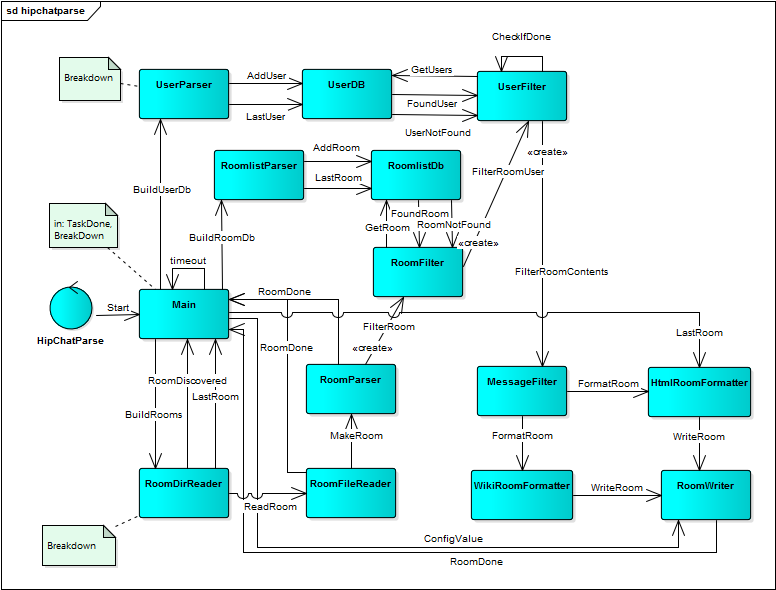 sd hipchatparse
CheckIfDone
Breakdown
UserParser
AddUser
LastUser
UserDB
GetUsers
FoundUser
UserNotFound
UserFilter
RoomlistParser
AddRoom
LastRoom
RoomlistDb
«create»
FilterRoomUser
BuildUserDb
in: TaskDone,
BreakDown
BuildRoomDb
GetRoom
FoundRoom
RoomNotFound
«create»
RoomFilter
timeout
FilterRoomContents
HipChatParse
Start
Main
RoomDone
FilterRoom
«create»
LastRoom
RoomDone
RoomDiscovered
LastRoom
BuildRooms
RoomParser
MessageFilter
FormatRoom
HtmlRoomFormatter
MakeRoom
FormatRoom
WriteRoom
RoomDirReader
ReadRoom
RoomFileReader
WikiRoomFormatter
WriteRoom
RoomWriter
Breakdown
ConfigValue
RoomDone